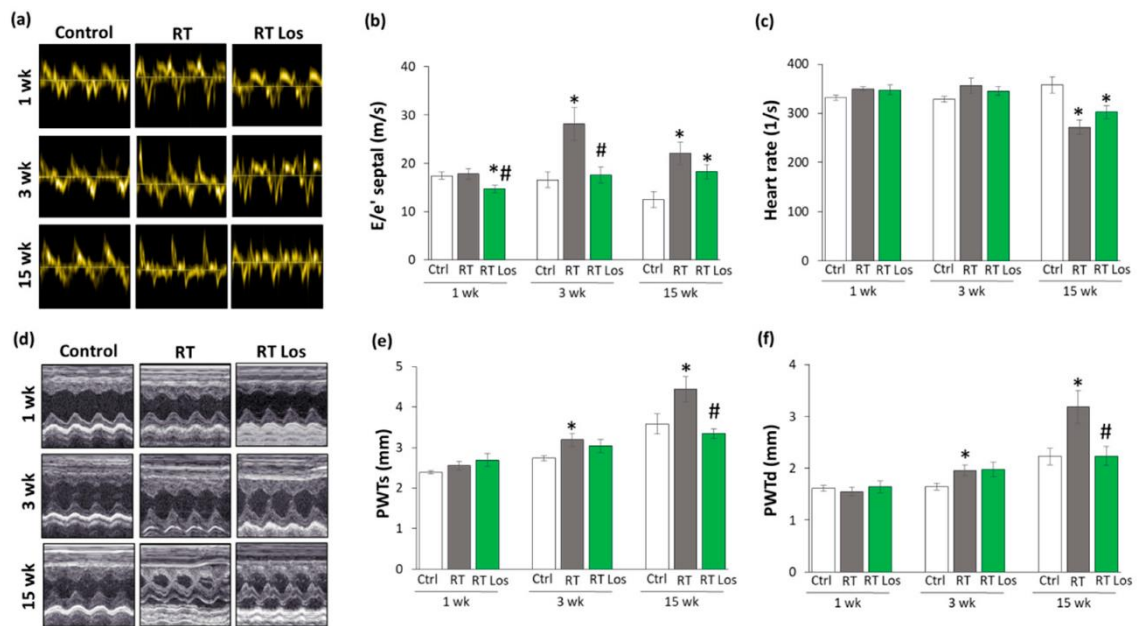 (a)
Control RT RT Los
1 wk
3 wk
15 wk
(b)
E/e' septal (m/s)
40
30
20
10
0
*#
*
#
*
*
Ctrl RT RT Los Ctrl RT RT Los Ctrl RT RT Los
1 wk 3 wk 15 wk
(c)
Heart rate (1/s)
400
300
200
100
0
*
*
Ctrl RT RT Los Ctrl RT RT Los Ctrl RT RT Los
1 wk 3 wk 15 wk
(d)
Control RT RT Los
1 wk
3 wk
15 wk
(e)
PWTs (mm)
5
4
3
2
1
0
*
*
#
Ctrl RT RT Los Ctrl RT RT Los Ctrl RT RT Los
1 wk 3 wk 15 wk
(f)
PWTd (mm)
4
3
2
1
0
*
*
#
Ctrl RT RT Los Ctrl RT RT Los Ctrl RT RT Los
1 wk 3 wk 15 wk